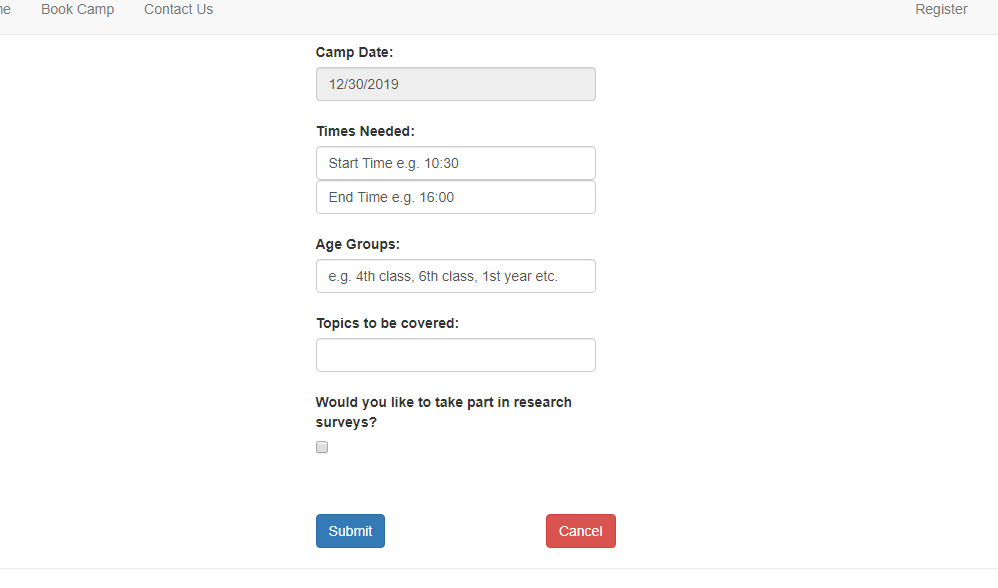 Book Camp Contact Us Register
Camp Date:
12/30/2019
Times Needed:
Start Time e.g. 10:30
End Time e.g. 16:00
Age Groups:
e.g. 4th class, 6th class, 1st year etc.
Topics to be covered:
Would you like to take part in research
surveys?
Submit Cancel